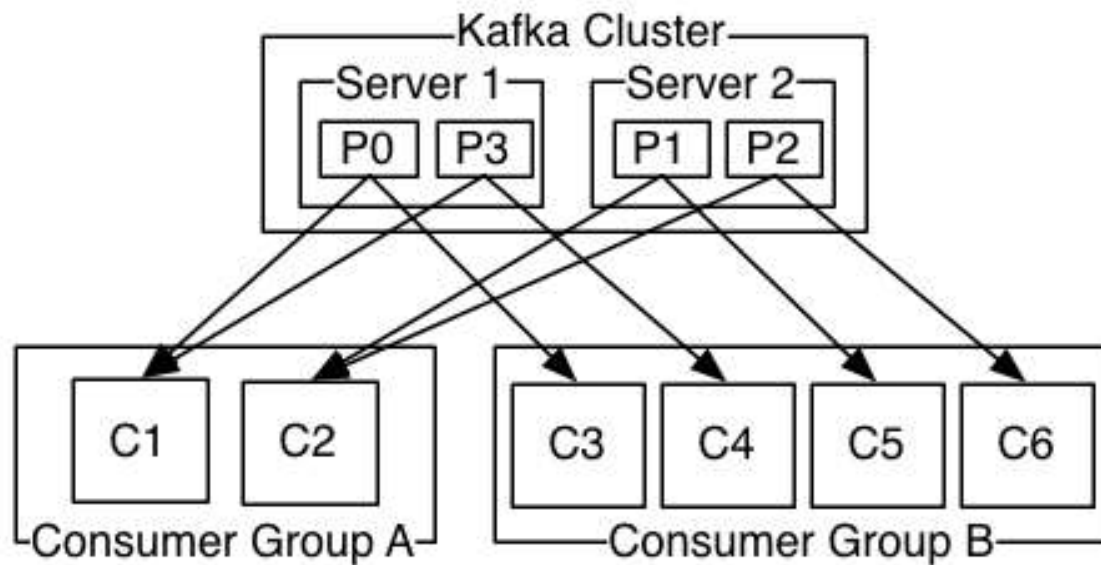 Kafka Cluster
Server 1
Server 2
P0
P3
P1
P2
C1
C2
C3
C4
C5
C6
Consumer Group A
Consumer Group B